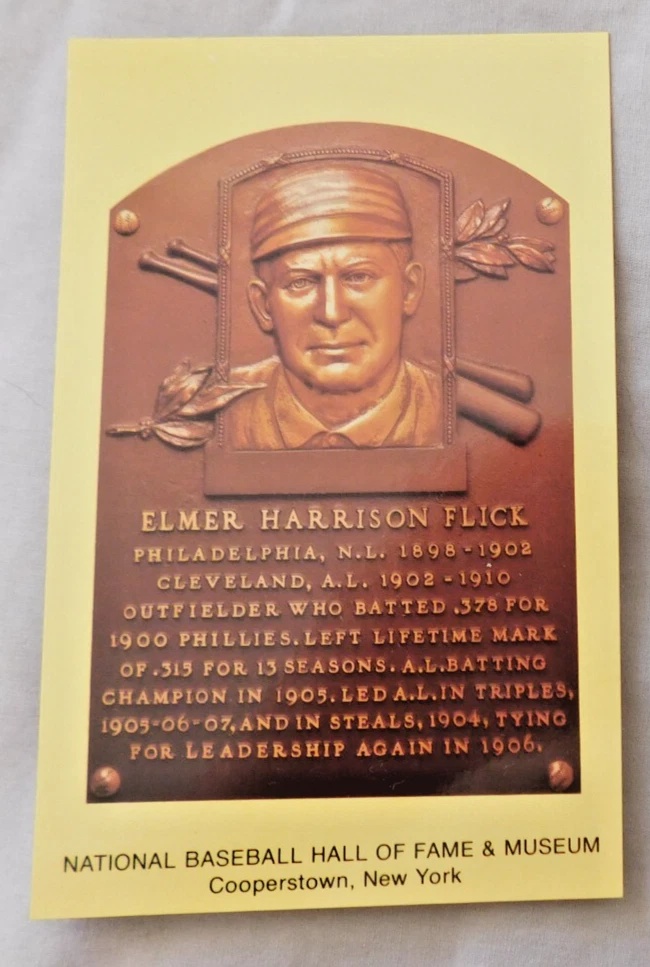 ELMER HARRISON FLICK
PHILADELPHIA, N.L. 1898-1902
CLEVELAND, A.L. 1902-1910
OUTFIELDER WHO BATTED .378 FOR
1900 PHILLIES. LEFT LIFETIME MARK
OF .315 FOR 13 SEASONS. A.L. BATTING
CHAMPION IN 1905. LED A.L. IN TRIPLES,
1905-06-07, AND IN STEALS, 1904, TYING
FOR LEADERSHIP AGAIN IN 1906.
NATIONAL BASEBALL HALL OF FAME & MUSEUM
Cooperstown, New York